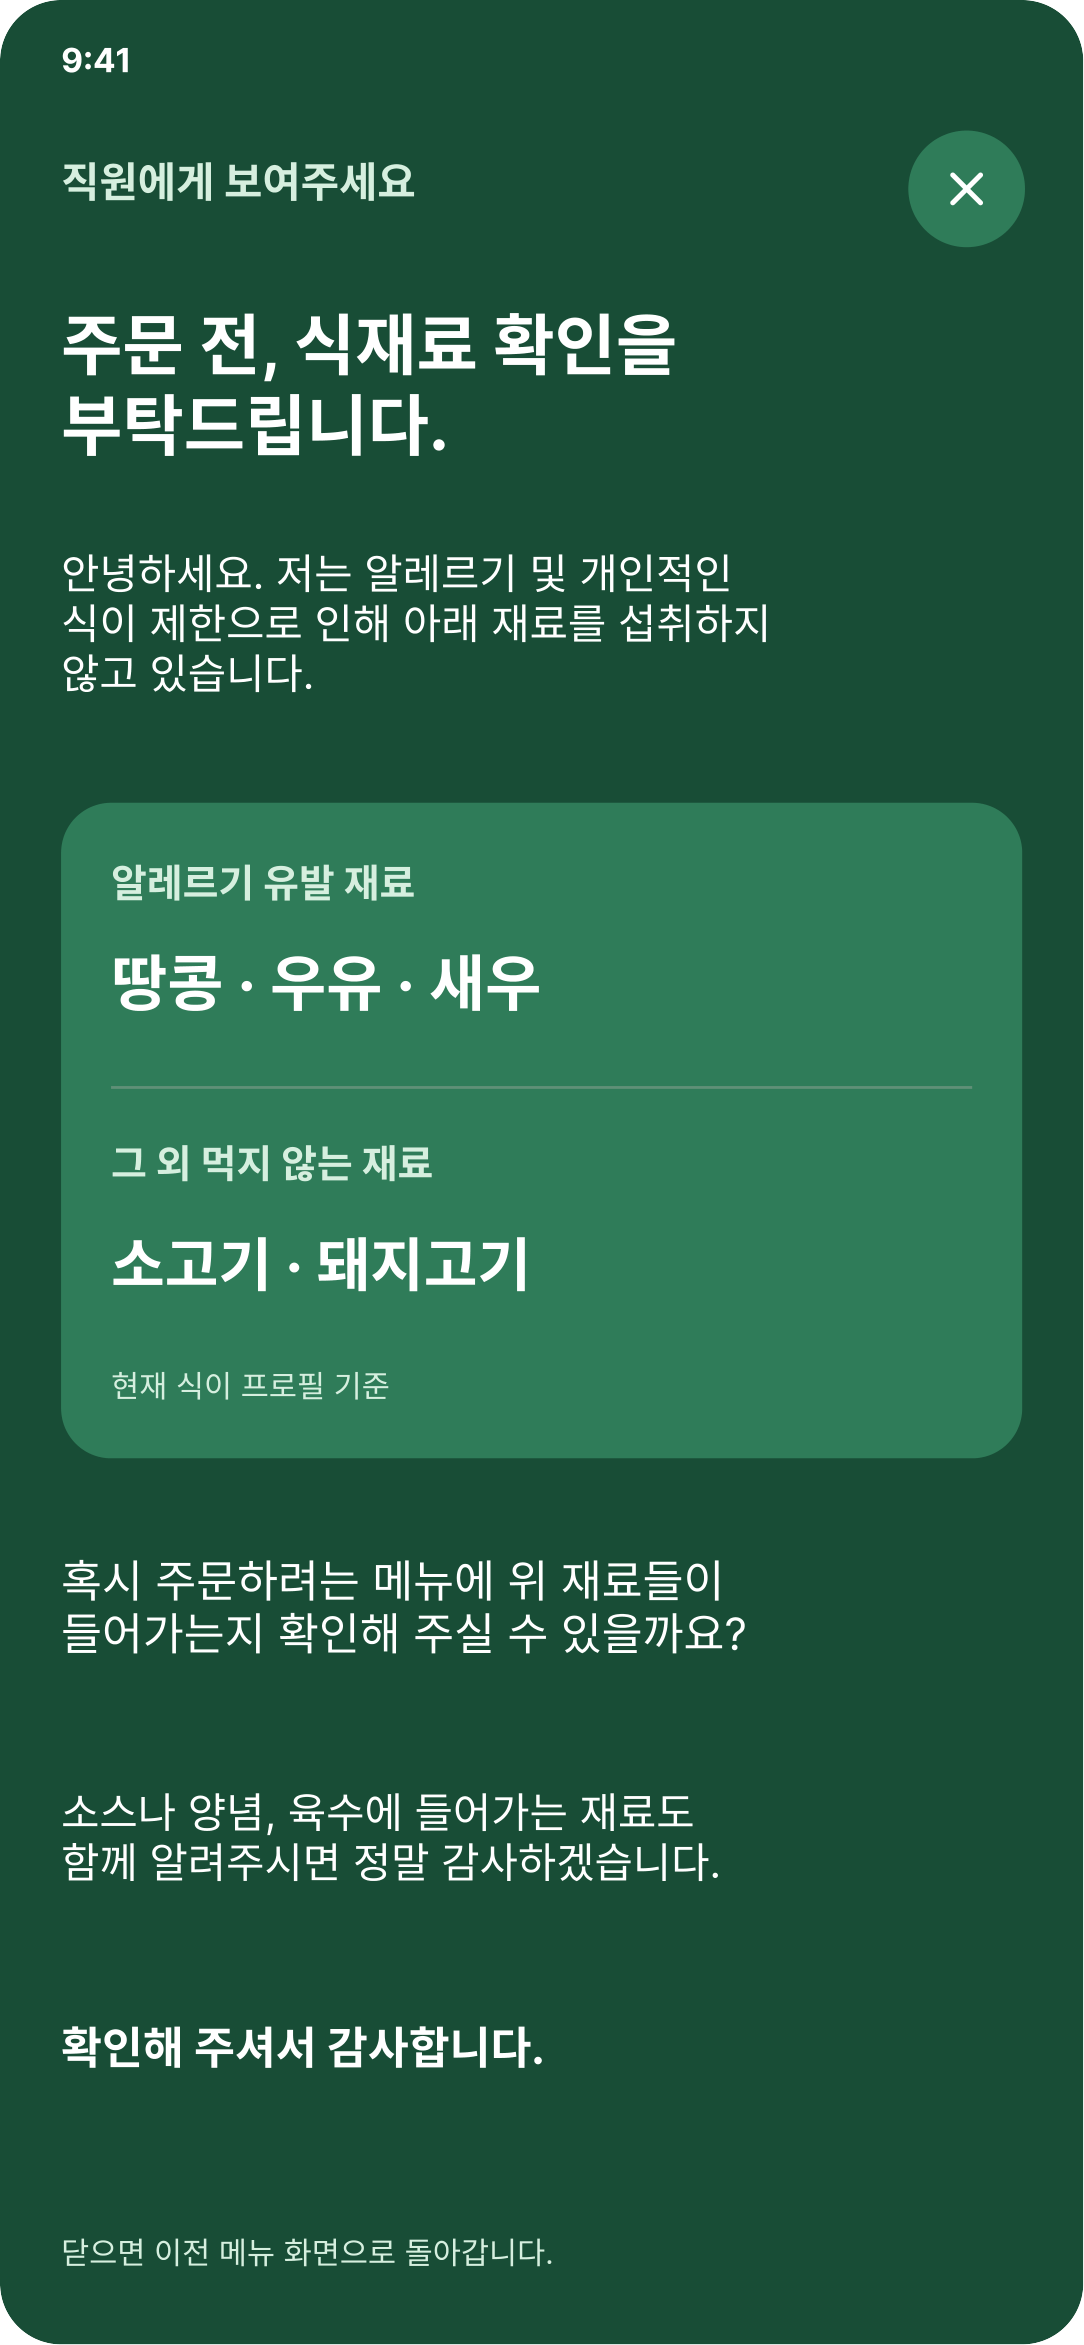 9:41
직원에게 보여주세요
주문 전, 식재료 확인을
부탁드립니다.
안녕하세요. 저는 알레르기 및 개인적인
식이 제한으로 인해 아래 재료를 섭취하지
않고 있습니다.
알레르기 유발 재료
땅콩 · 우유 · 새우
그 외 먹지 않는 재료
소고기 · 돼지고기
현재 식이 프로필 기준
혹시 주문하려는 메뉴에 위 재료들이
들어가는지 확인해 주실 수 있을까요?
소스나 양념, 육수에 들어가는 재료도
함께 알려주시면 정말 감사하겠습니다.
확인해 주셔서 감사합니다.
닫으면 이전 메뉴 화면으로 돌아갑니다.